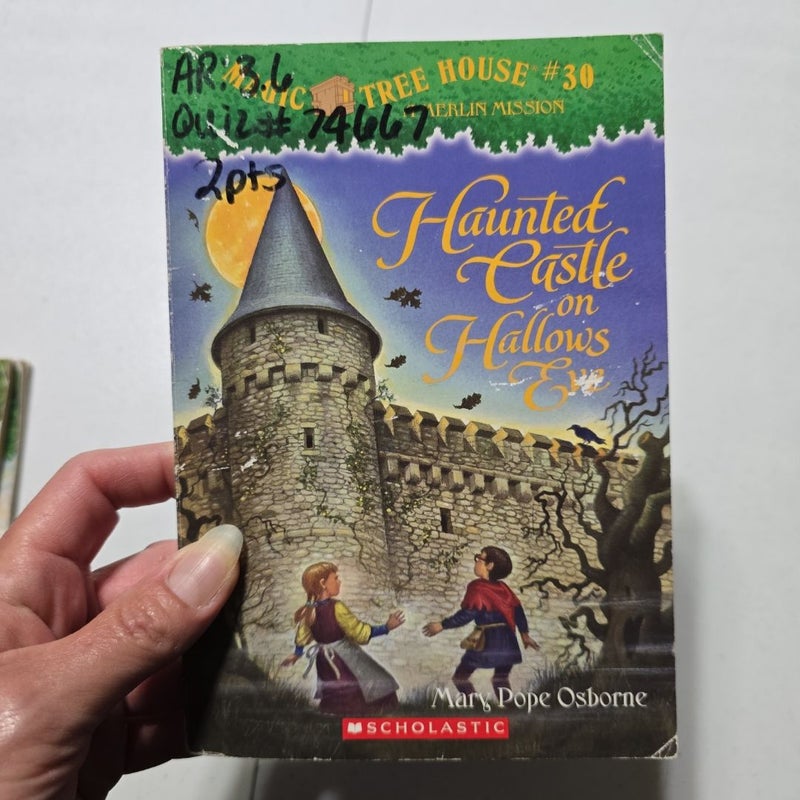 AR: 3.6
MAGIC TREE HOUSE® #30
A MERLIN MISSION
Quiz# 74667
2pts
Haunted
Castle
on
Hallows
Eve
Mary Pope Osborne
SCHOLASTIC